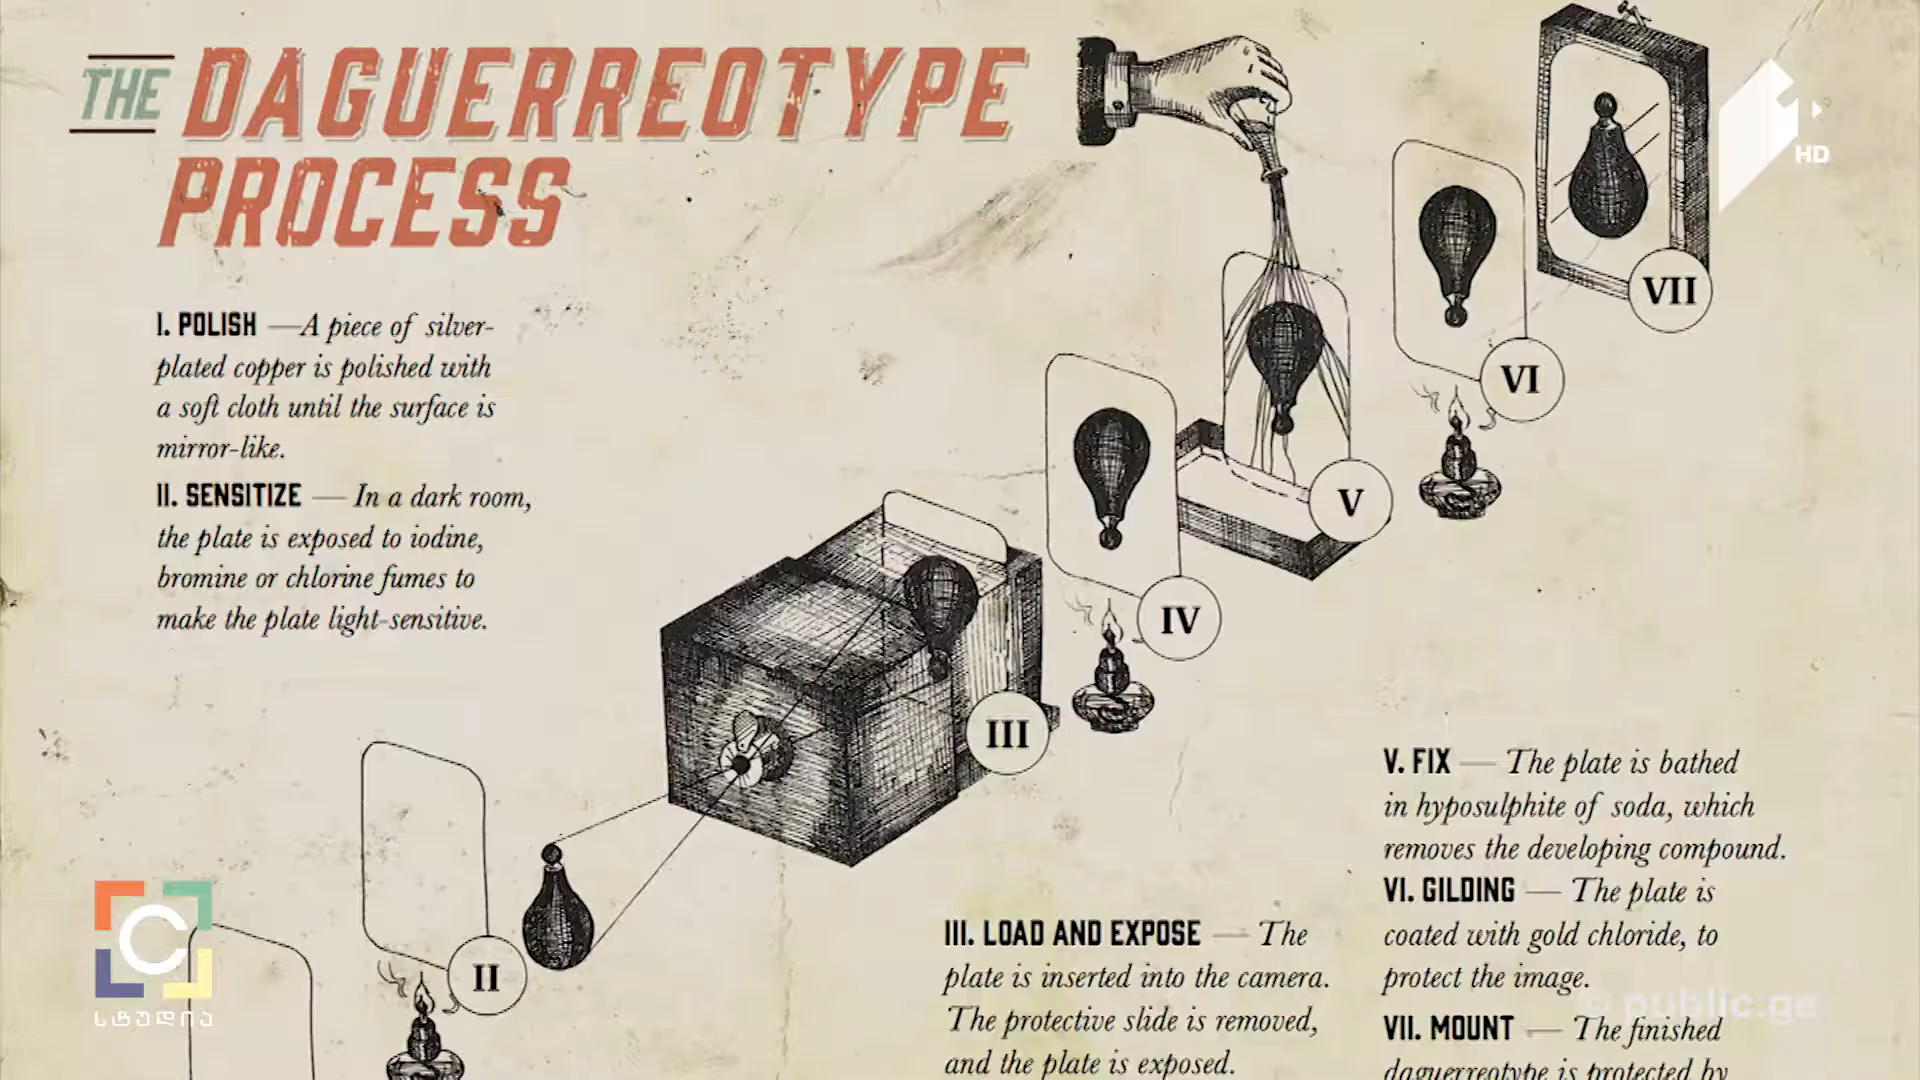 THE DAGUERREOTYPE
PROCESS
I. POLISH — A piece of silver-
plated copper is polished with
a soft cloth until the surface is
mirror-like.
II. SENSITIZE — In a dark room,
the plate is exposed to iodine,
bromine or chlorine fumes to
make the plate light-sensitive.
HD
VII
VI
V
IV
III
II
III. LOAD AND EXPOSE — The
plate is inserted into the camera.
The protective slide is removed,
and the plate is exposed.
V. FIX — The plate is bathed
in hyposulphite of soda, which
removes the developing compound.
VI. GILDING — The plate is
coated with gold chloride, to
protect the image.
VII. MOUNT — The finished
daguerreotype is protected by
C
სტუდია
© public.ge